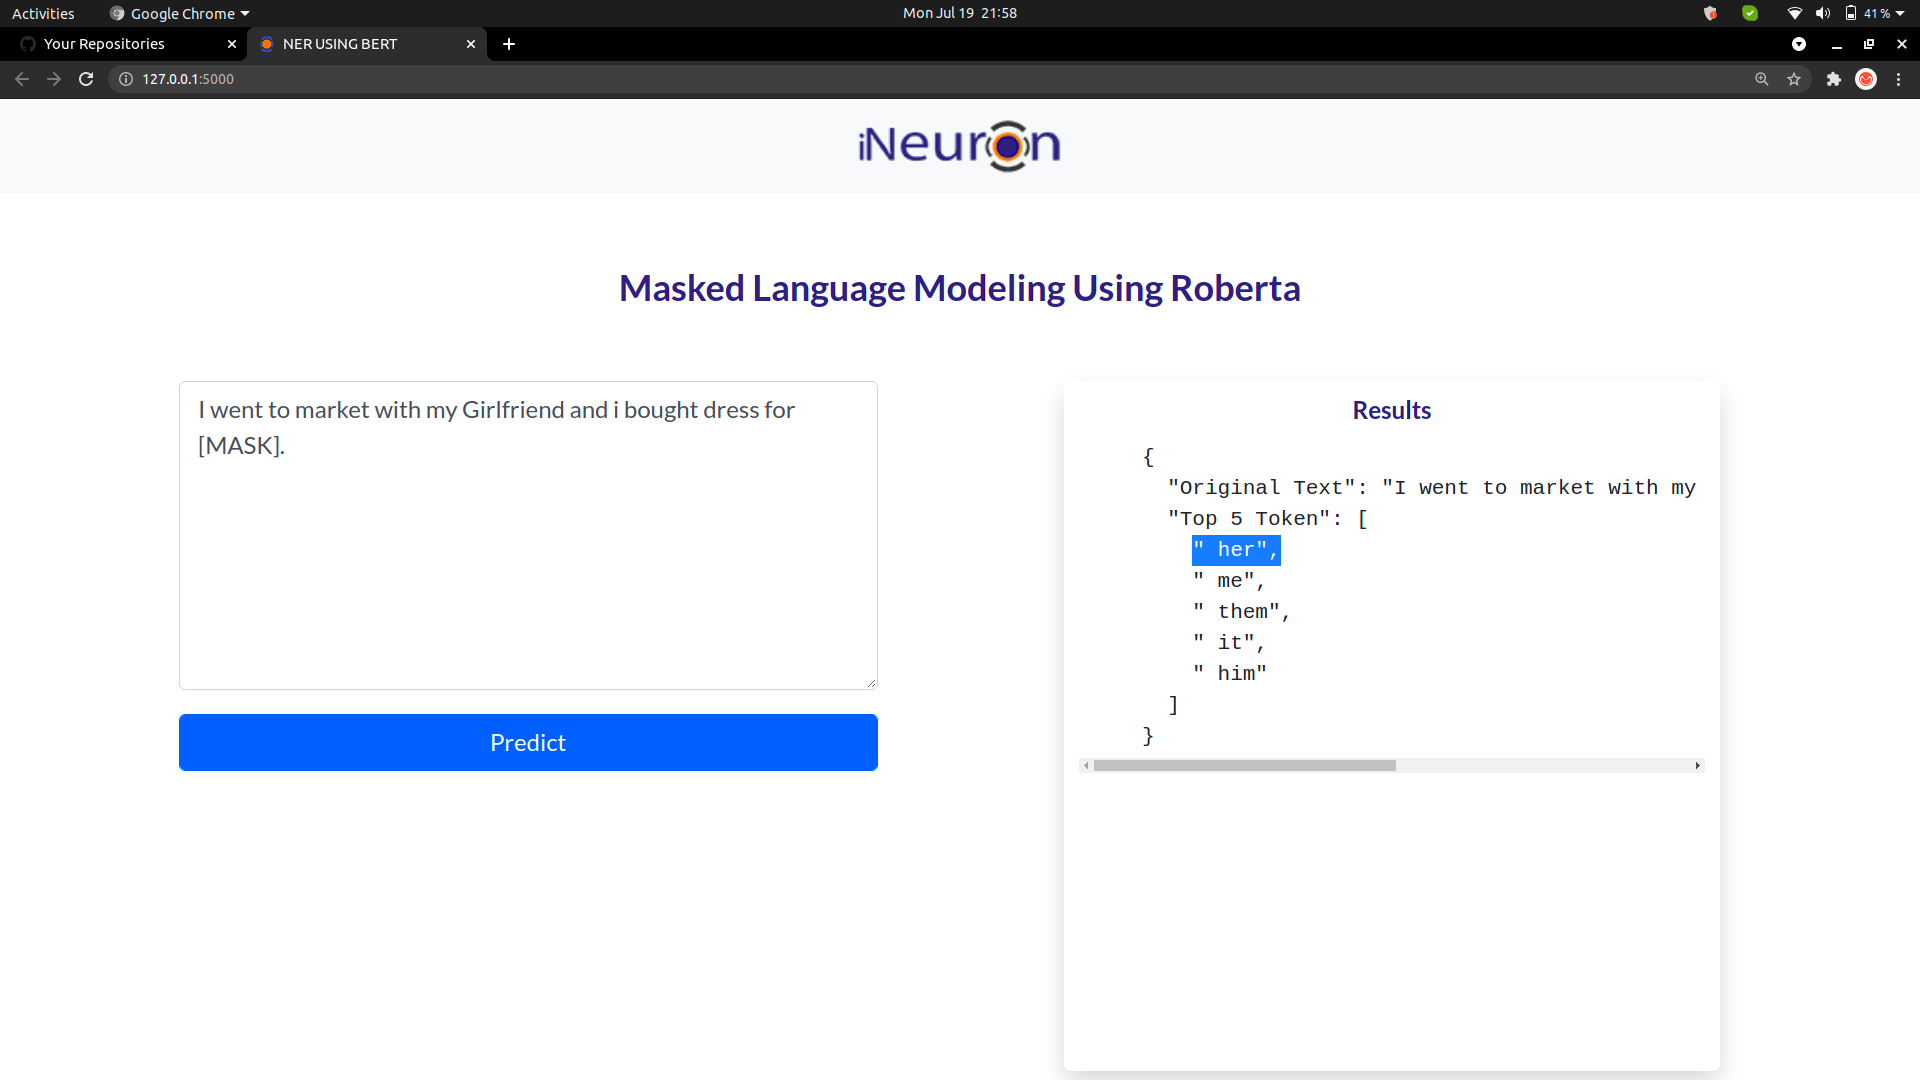 Activities
Google Chrome
Mon Jul 19 21:58
41 %
Your Repositories
NER USING BERT
127.0.0.1:5000
iNeuron
Masked Language Modeling Using Roberta
I went to market with my Girlfriend and i bought dress for
[MASK].
Predict
Results
{
"Original Text": "I went to market with my
"Top 5 Token": [
" her",
" me",
" them",
" it",
" him"
]
}